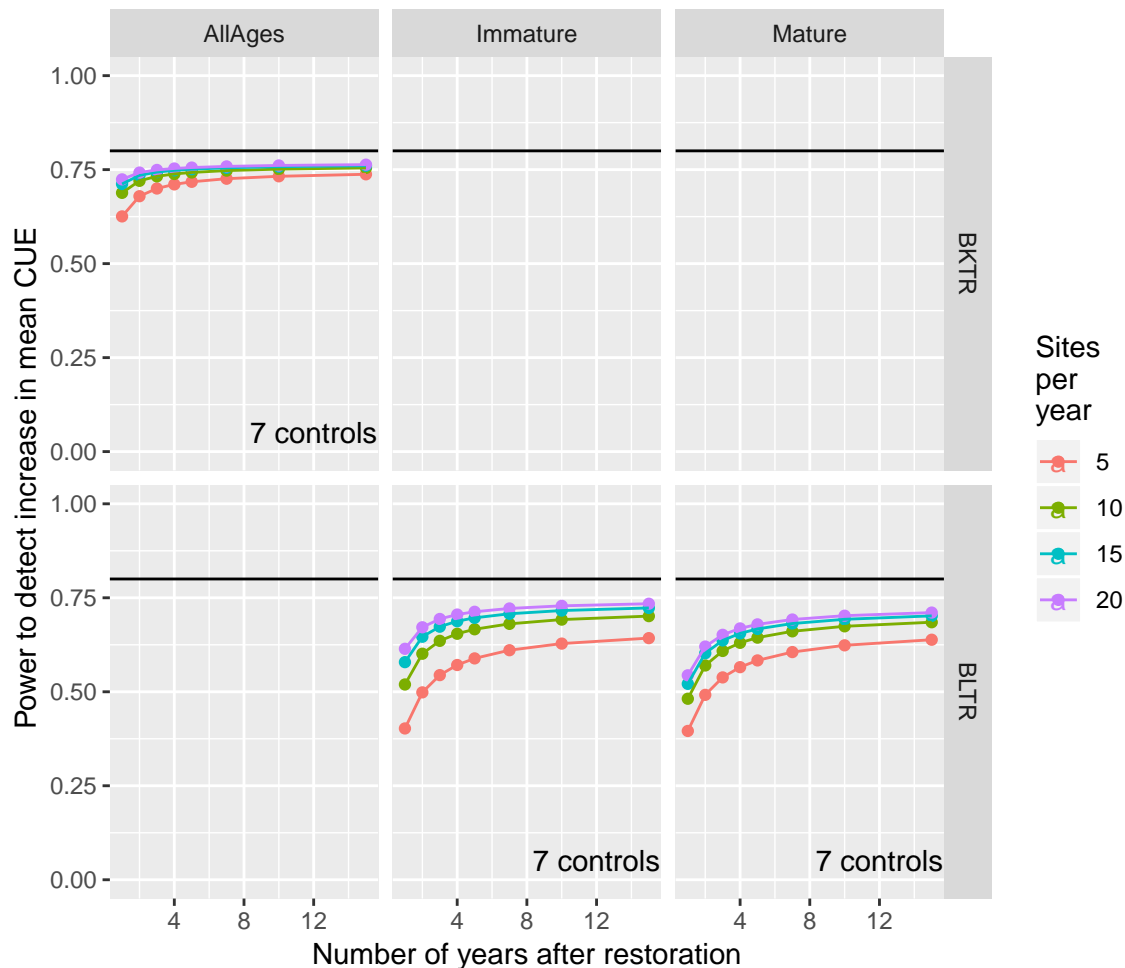 AllAges
Immature
Mature
Power to detect increase in mean CUE
1.00
0.75
0.50
0.25
0.00
7 controls
BKTR
1.00
0.75
0.50
0.25
0.00
7 controls
7 controls
BLTR
4 8 12
4 8 12
4 8 12
Number of years after restoration
Sites
per
year
a 5
a 10
a 15
a 20